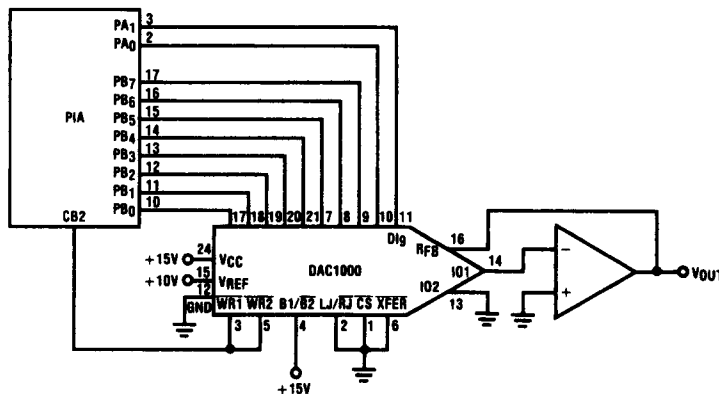 PA1 3
PA0 2
PB7 17
PB6 16
PIA PB5 15
PB4 14
PB3 13
PB2 12
PB1 11
PB0 10
CB2
17 18 19 20 21 7 8 9 10 11
DI9
+15V 24 VCC
DAC1000
RFB 16
+10V 15 VREF
IO1 14
12 GND
IO2 13
WR1 WR2 B1/B2 LJ/RJ CS XFER
3 5 4 2 1 6
+15V
−
+
VOUT